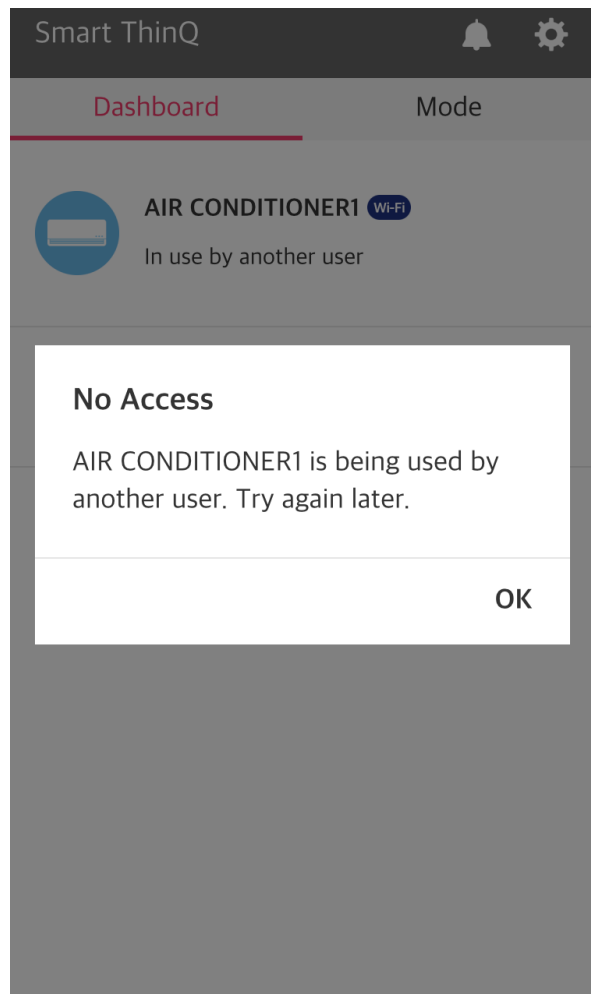 Smart ThinQ
Dashboard
Mode
AIR CONDITIONER1 Wi-Fi
In use by another user
No Access
AIR CONDITIONER1 is being used by
another user. Try again later.
OK